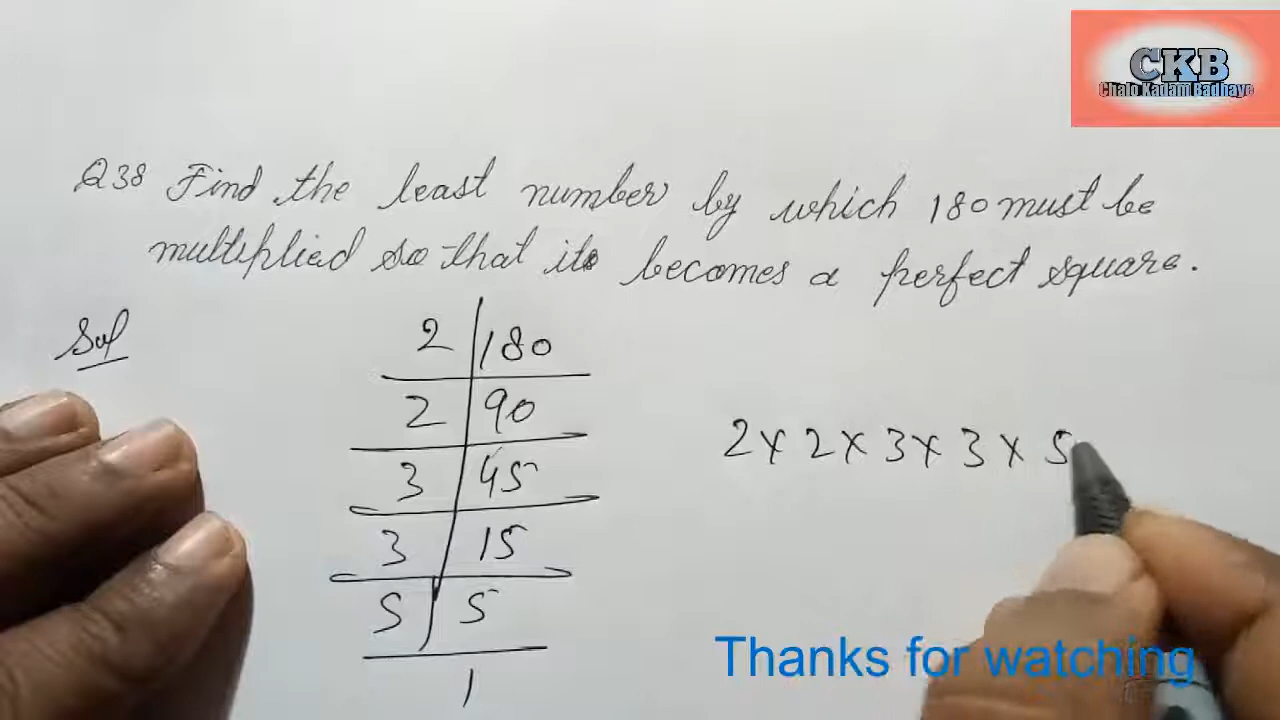 CKB
Chalo Kadam Badhaye
Q38 Find the least number by which 180 must be
multiplied so that its becomes a perfect square.
Sol
2 | 180
2 | 90
3 | 45
3 | 15
5 | 5
1
2 x 2 x 3 x 3 x 5
Thanks for watching